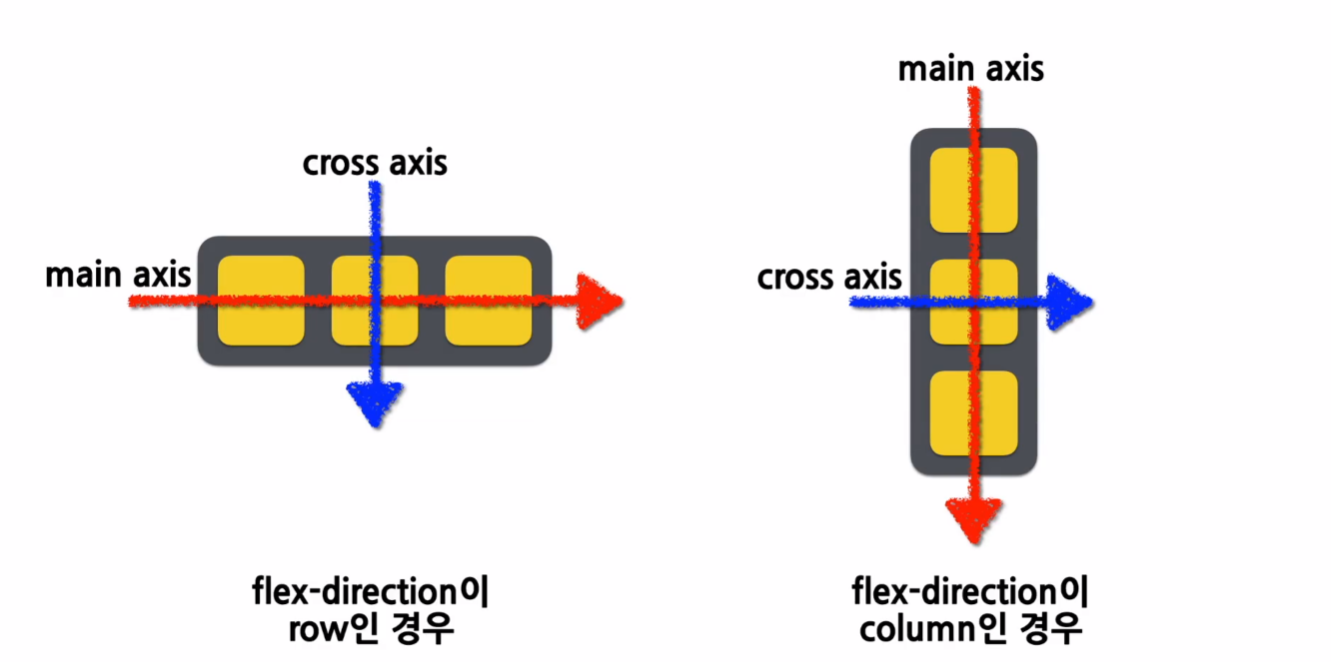 cross axis
main axis
flex-direction이
row인 경우
main axis
cross axis
flex-direction이
column인 경우